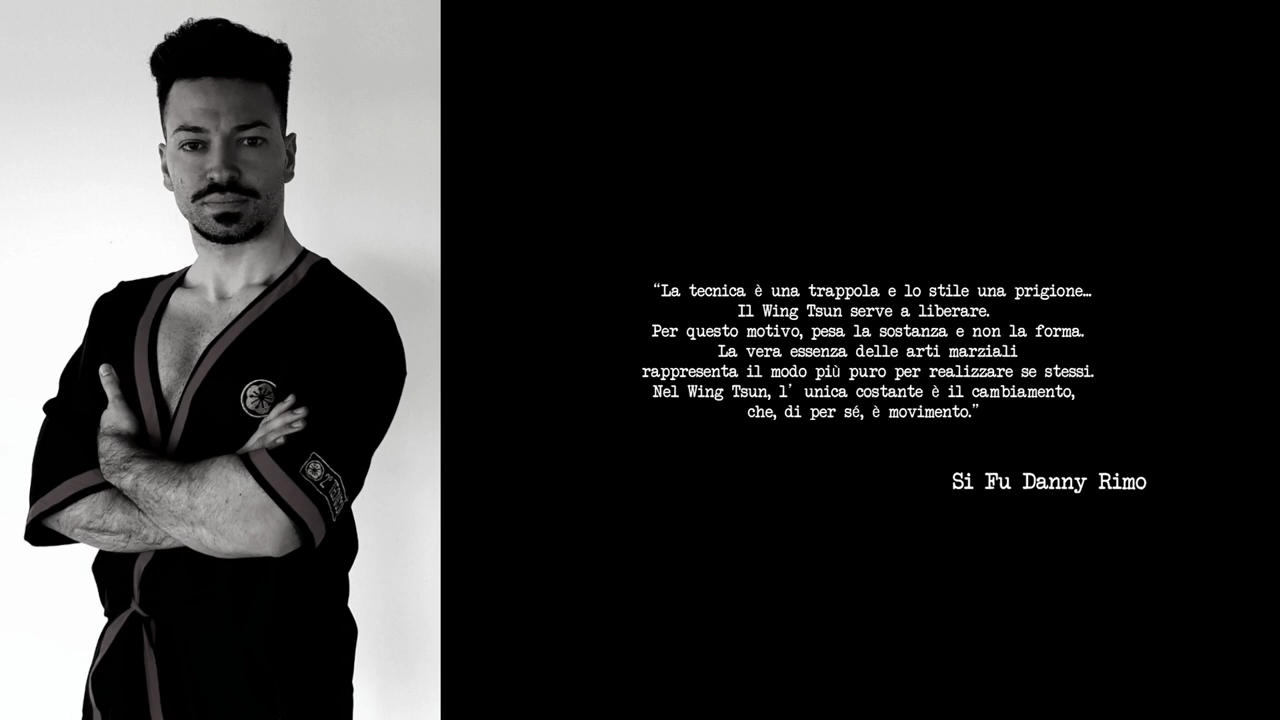 “La tecnica è una trappola e lo stile una prigione…
Il Wing Tsun serve a liberare.
Per questo motivo, pesa la sostanza e non la forma.
La vera essenza delle arti marziali
rappresenta il modo più puro per realizzare se stessi.
Nel Wing Tsun, l’ unica costante è il cambiamento,
che, di per sé, è movimento.”
Si Fu Danny Rimo
2°